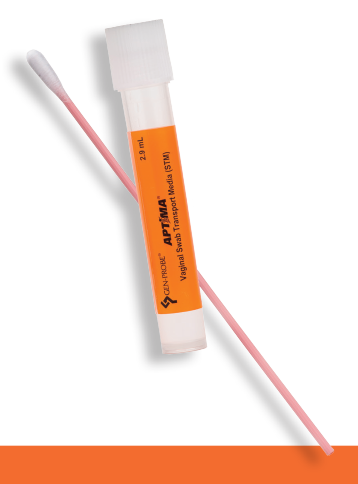 2.9 mL
GEN-PROBE®
APTIMA®
Vaginal Swab Transport Media (STM)